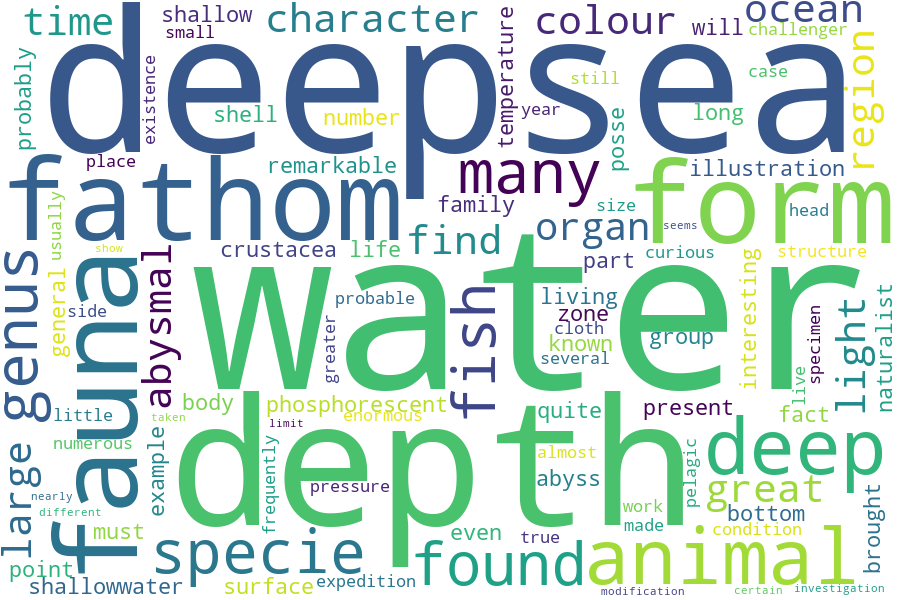 time
shallow
small
character
colour
will
ocean
challenger
deepsea
probably
existence
shell
number
temperature
year
still
case
long
posse
region
place
remarkable
many
illustration
fathom
family
size
head
form
organ
seems
usually
show
crustacea
life
find
part
curious
structure
fauna
abysmal
genus
general
side
water
probable
greater
fish
living
zone
cloth
known
several
group
interesting
specimen
light
naturalist
live
little
body
phosphorescent
enormous
quite
present
fact
taken
limit
numerous
example
depth
frequently
almost
deep
large
nearly
different
pressure
abyss
pelagic
great
work
made
bottom
condition
brought
must
even
true
point
specie
found
animal
shallowwater
surface
expedition
modification
certain
investigation